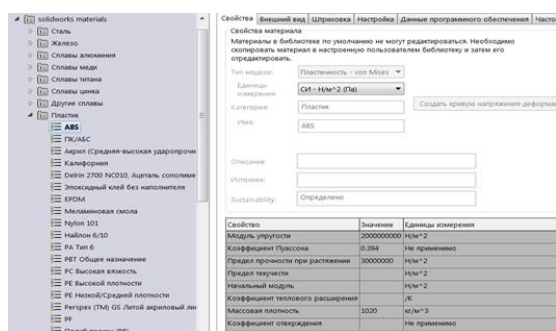 solidworks materials
Сталь
Железо
Сплавы алюминия
Сплавы меди
Сплавы титана
Сплавы цинка
Другие сплавы
Пластик
ABS
ПК/АБС
Акрил (Средняя-высокая ударопрочн
Калифорния
Delrin 2700 NC010, Ацеталь сополиме
Эпоксидный клей без наполнителя
EPDM
Меламиновая смола
Nylon 101
Найлон 6/10
PA Тип 6
PBT Общее назначение
PC Высокая вязкость
PE Высокой плотности
PE Низкой/Средней плотности
Perspex (TM) GS Литой акриловый ли
PF
Свойства Внешний вид Штриховка Настройка Данные программного обеспечения Часто
Свойства материала
Материалы в библиотеке по умолчанию не могут редактироваться. Необходимо
скопировать материал в настроенную пользователем библиотеку и затем его
отредактировать.
Тип модели: Пластичность - von Mises
Единицы измерения: СИ - Н/м^2 (Па)
Категория: Пластик
Создать кривую напряжения-деформа
Имя: ABS
Описание:
Источник:
Sustainability: Определено
Свойство Значение Единицы измерения
Модуль упругости 2000000000 Н/м^2
Коэффициент Пуассона 0.394 Не применимо
Предел прочности при растяжении 30000000 Н/м^2
Предел текучести Н/м^2
Начальный модуль Н/м^2
Коэффициент теплового расширения /K
Массовая плотность 1020 кг/м^3
Коэффициент отверждения Не применимо